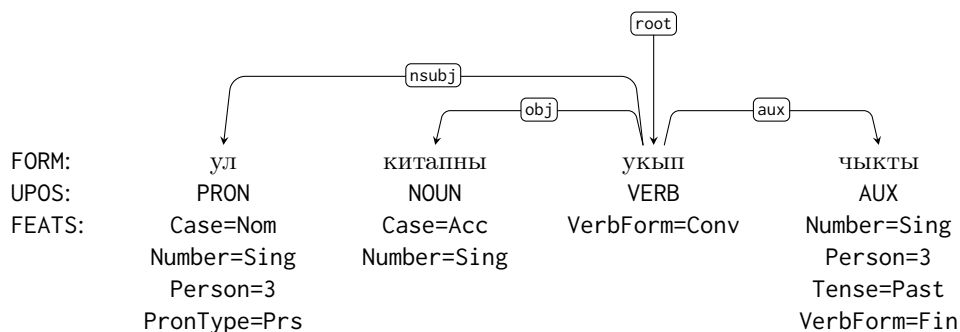 root
nsubj
obj
aux
FORM: ул китапны укып чыкты
UPOS: PRON NOUN VERB AUX
FEATS: Case=Nom Case=Acc VerbForm=Conv Number=Sing
Number=Sing Number=Sing Person=3
Person=3 Tense=Past
PronType=Prs VerbForm=Fin